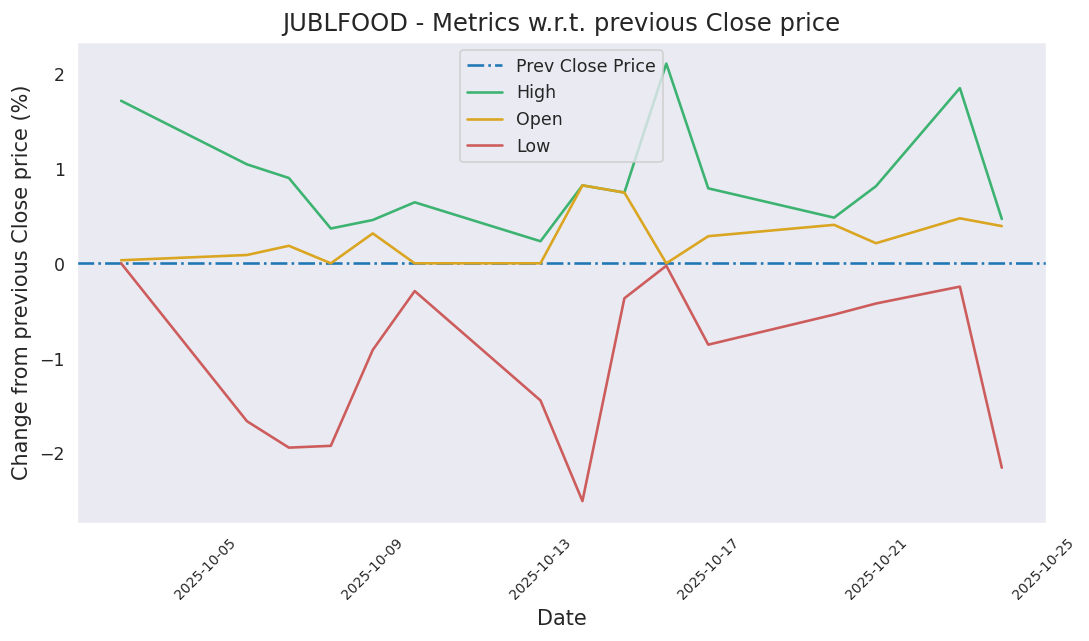 JUBLFOOD - Metrics w.r.t. previous Close price
Change from previous Close price (%)
2
1
0
−1
−2
Prev Close Price
High
Open
Low
2025-10-05
2025-10-09
2025-10-13
2025-10-17
2025-10-21
2025-10-25
Date